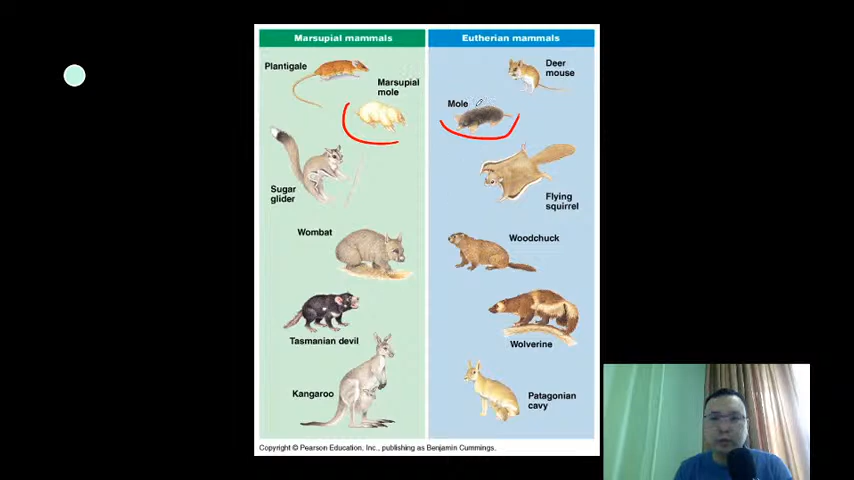 Marsupial mammals
Eutherian mammals
Plantigale
Deer
mouse
Marsupial
mole
Mole
Sugar
glider
Flying
squirrel
Wombat
Woodchuck
Tasmanian devil
Wolverine
Kangaroo
Patagonian
cavy
Copyright © Pearson Education, Inc., publishing as Benjamin Cummings.